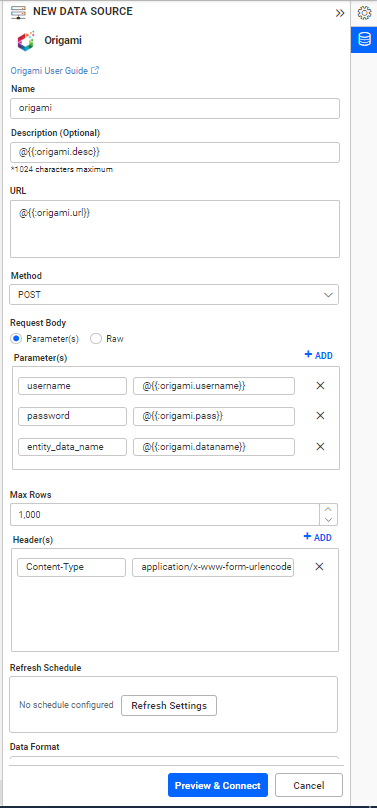 NEW DATA SOURCE
Origami
Origami User Guide
Name
origami
Description (Optional)
@{{:origami.desc}}
*1024 characters maximum
URL
@{{:origami.url}}
Method
POST
Request Body
Parameter(s) Raw
Parameter(s) + ADD
username @{{:origami.username}}
password @{{:origami.pass}}
entity_data_name @{{:origami.dataname}}
Max Rows
1,000
Header(s) + ADD
Content-Type application/x-www-form-urlencode
Refresh Schedule
No schedule configured Refresh Settings
Data Format
Preview & Connect Cancel